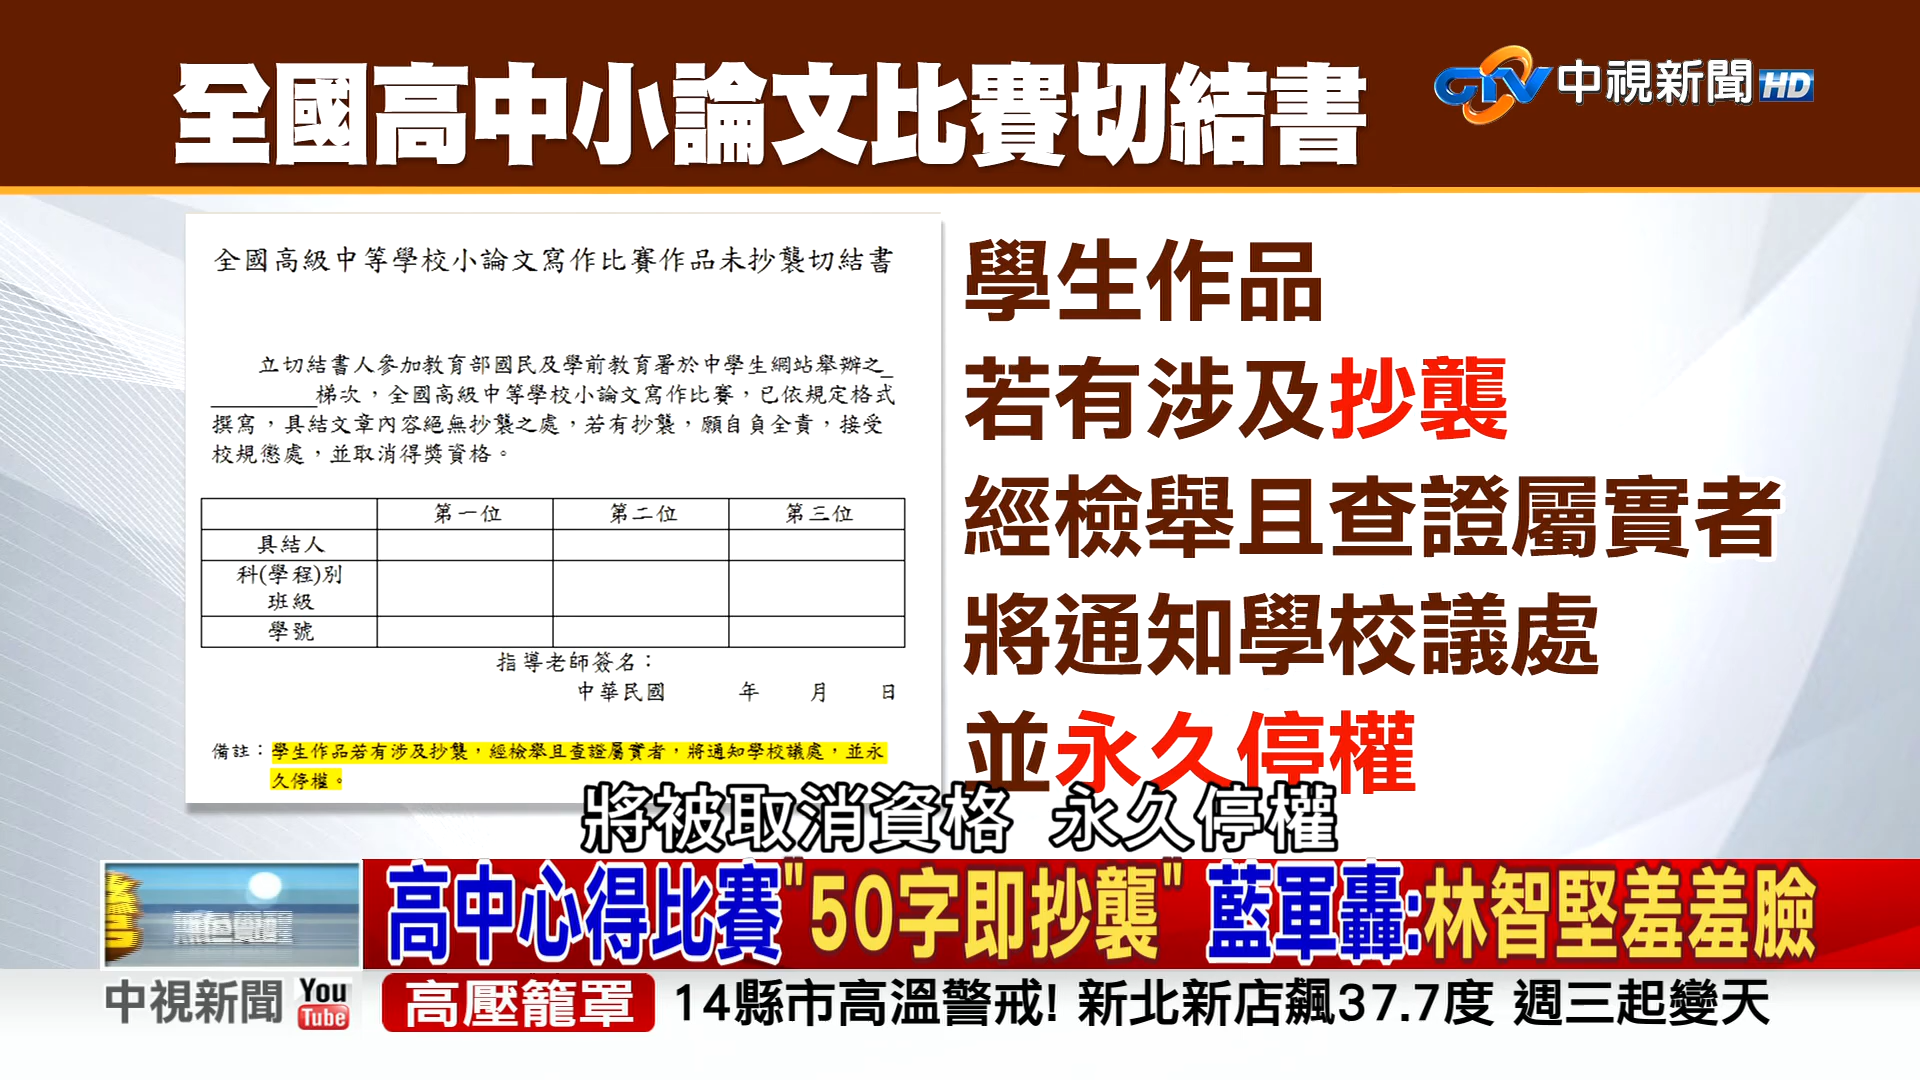 全國高中小論文比賽切結書
CTV中視新聞HD
全國高級中等學校小論文寫作比賽作品未抄襲切結書
立切結書人參加教育部國民及學前教育署於中學生網站舉辦之_
_________梯次，全國高級中等學校小論文寫作比賽，已依規定格式
撰寫，具結文章內容絕無抄襲之處，若有抄襲，願自負全責，接受
校規懲處，並取消得獎資格。
第一位 第二位 第三位
具結人
科(學程)別
班級
學號
指導老師簽名：
中華民國 年 月 日
備註：學生作品若有涉及抄襲，經檢舉且查證屬實者，將通知學校議處，並永
久停權。
學生作品
若有涉及抄襲
經檢舉且查證屬實者
將通知學校議處
並永久停權
將被取消資格 永久停權
高中心得比賽"50字即抄襲" 藍軍轟:林智堅羞羞臉
中視新聞 You Tube
高壓籠罩 14縣市高溫警戒! 新北新店飆37.7度 週三起變天